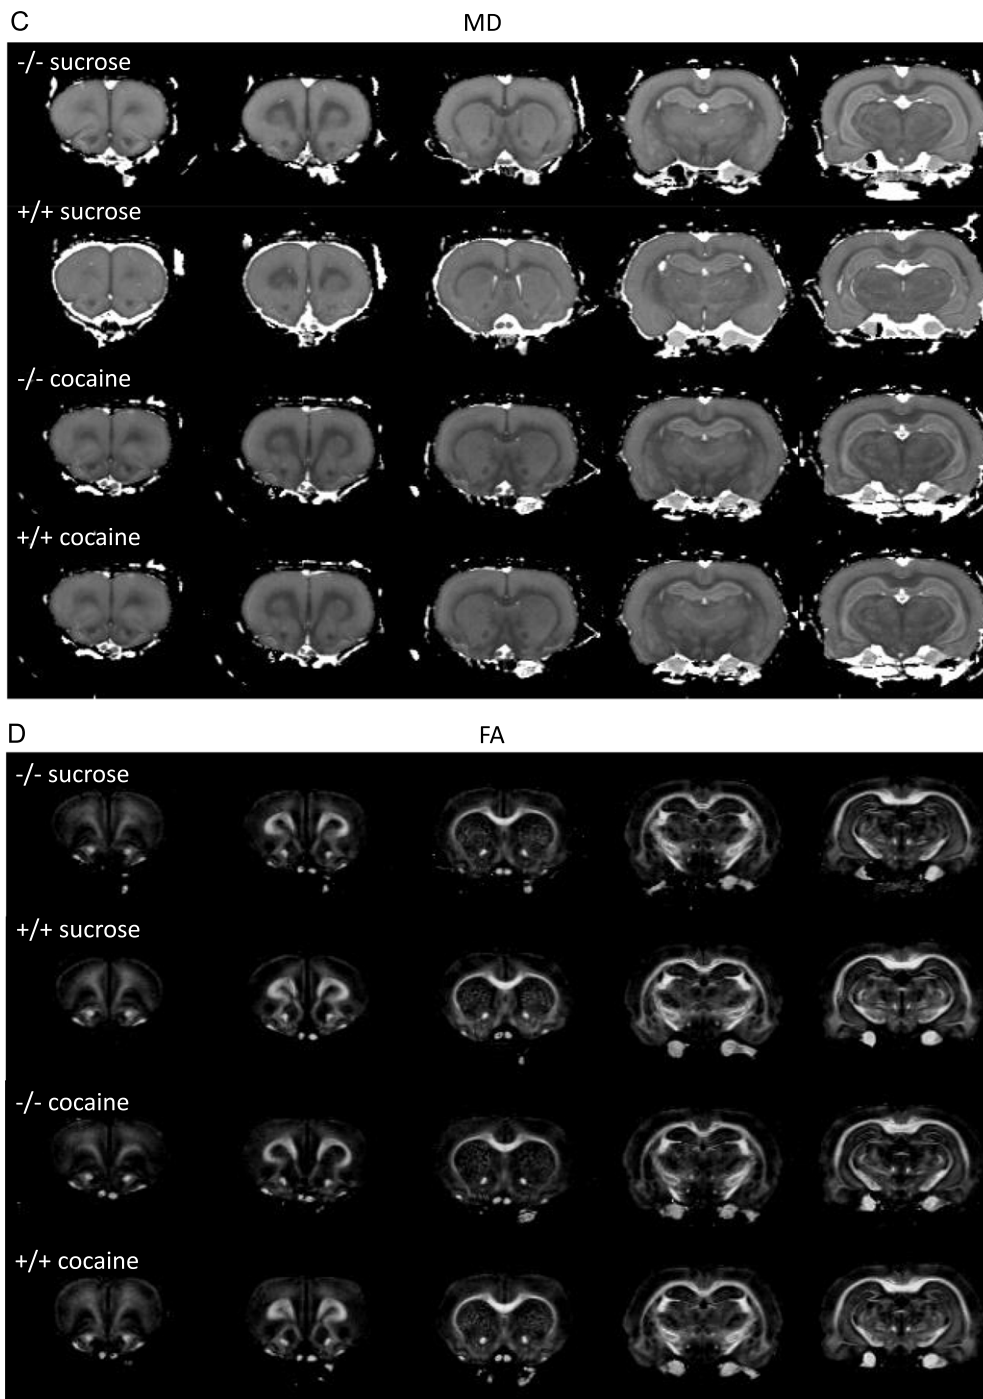 C
MD
-/- sucrose
+/+ sucrose
-/- cocaine
+/+ cocaine
D
FA
-/- sucrose
+/+ sucrose
-/- cocaine
+/+ cocaine